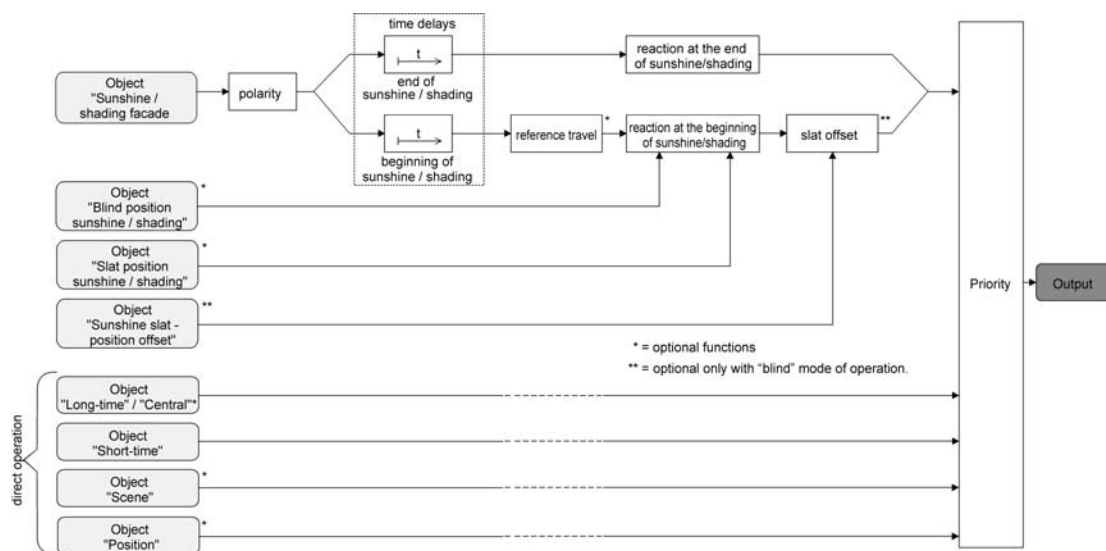 time delays
t
end of
sunshine / shading
reaction at the end
of sunshine/shading
Object
"Sunshine /
shading facade
polarity
t
beginning of
sunshine / shading
reference travel
*
reaction at the beginning
of sunshine/shading
slat offset
**
Object
"Blind position
sunshine / shading"
*
Object
"Slat position
sunshine / shading"
*
Object
"Sunshine slat -
position offset"
**
Priority
Output
* = optional functions
** = optional only with “blind” mode of operation.
direct operation
Object
"Long-time" / "Central"*
Object
"Short-time"
Object
"Scene"
*
Object
"Position"
*